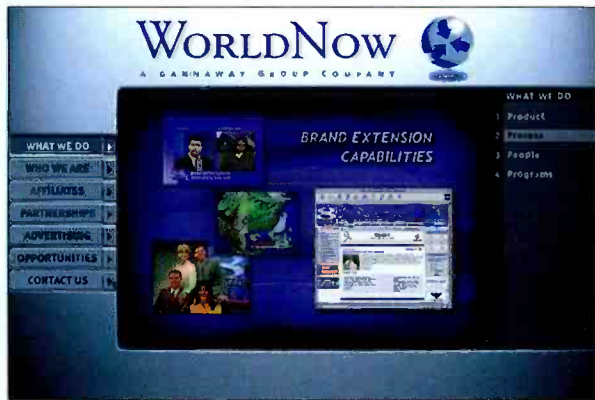 WORLDNOW
A GANNAWAY GROUP COMPANY
WHAT WE DO
WHO WE ARE
AFFILIATES
PARTNERSHIPS
ADVERTISING
OPPORTUNITIES
CONTACT US
BRAND EXTENSION
CAPABILITIES
WHAT WE DO
1 Product
2 Process
3 People
4 Programs